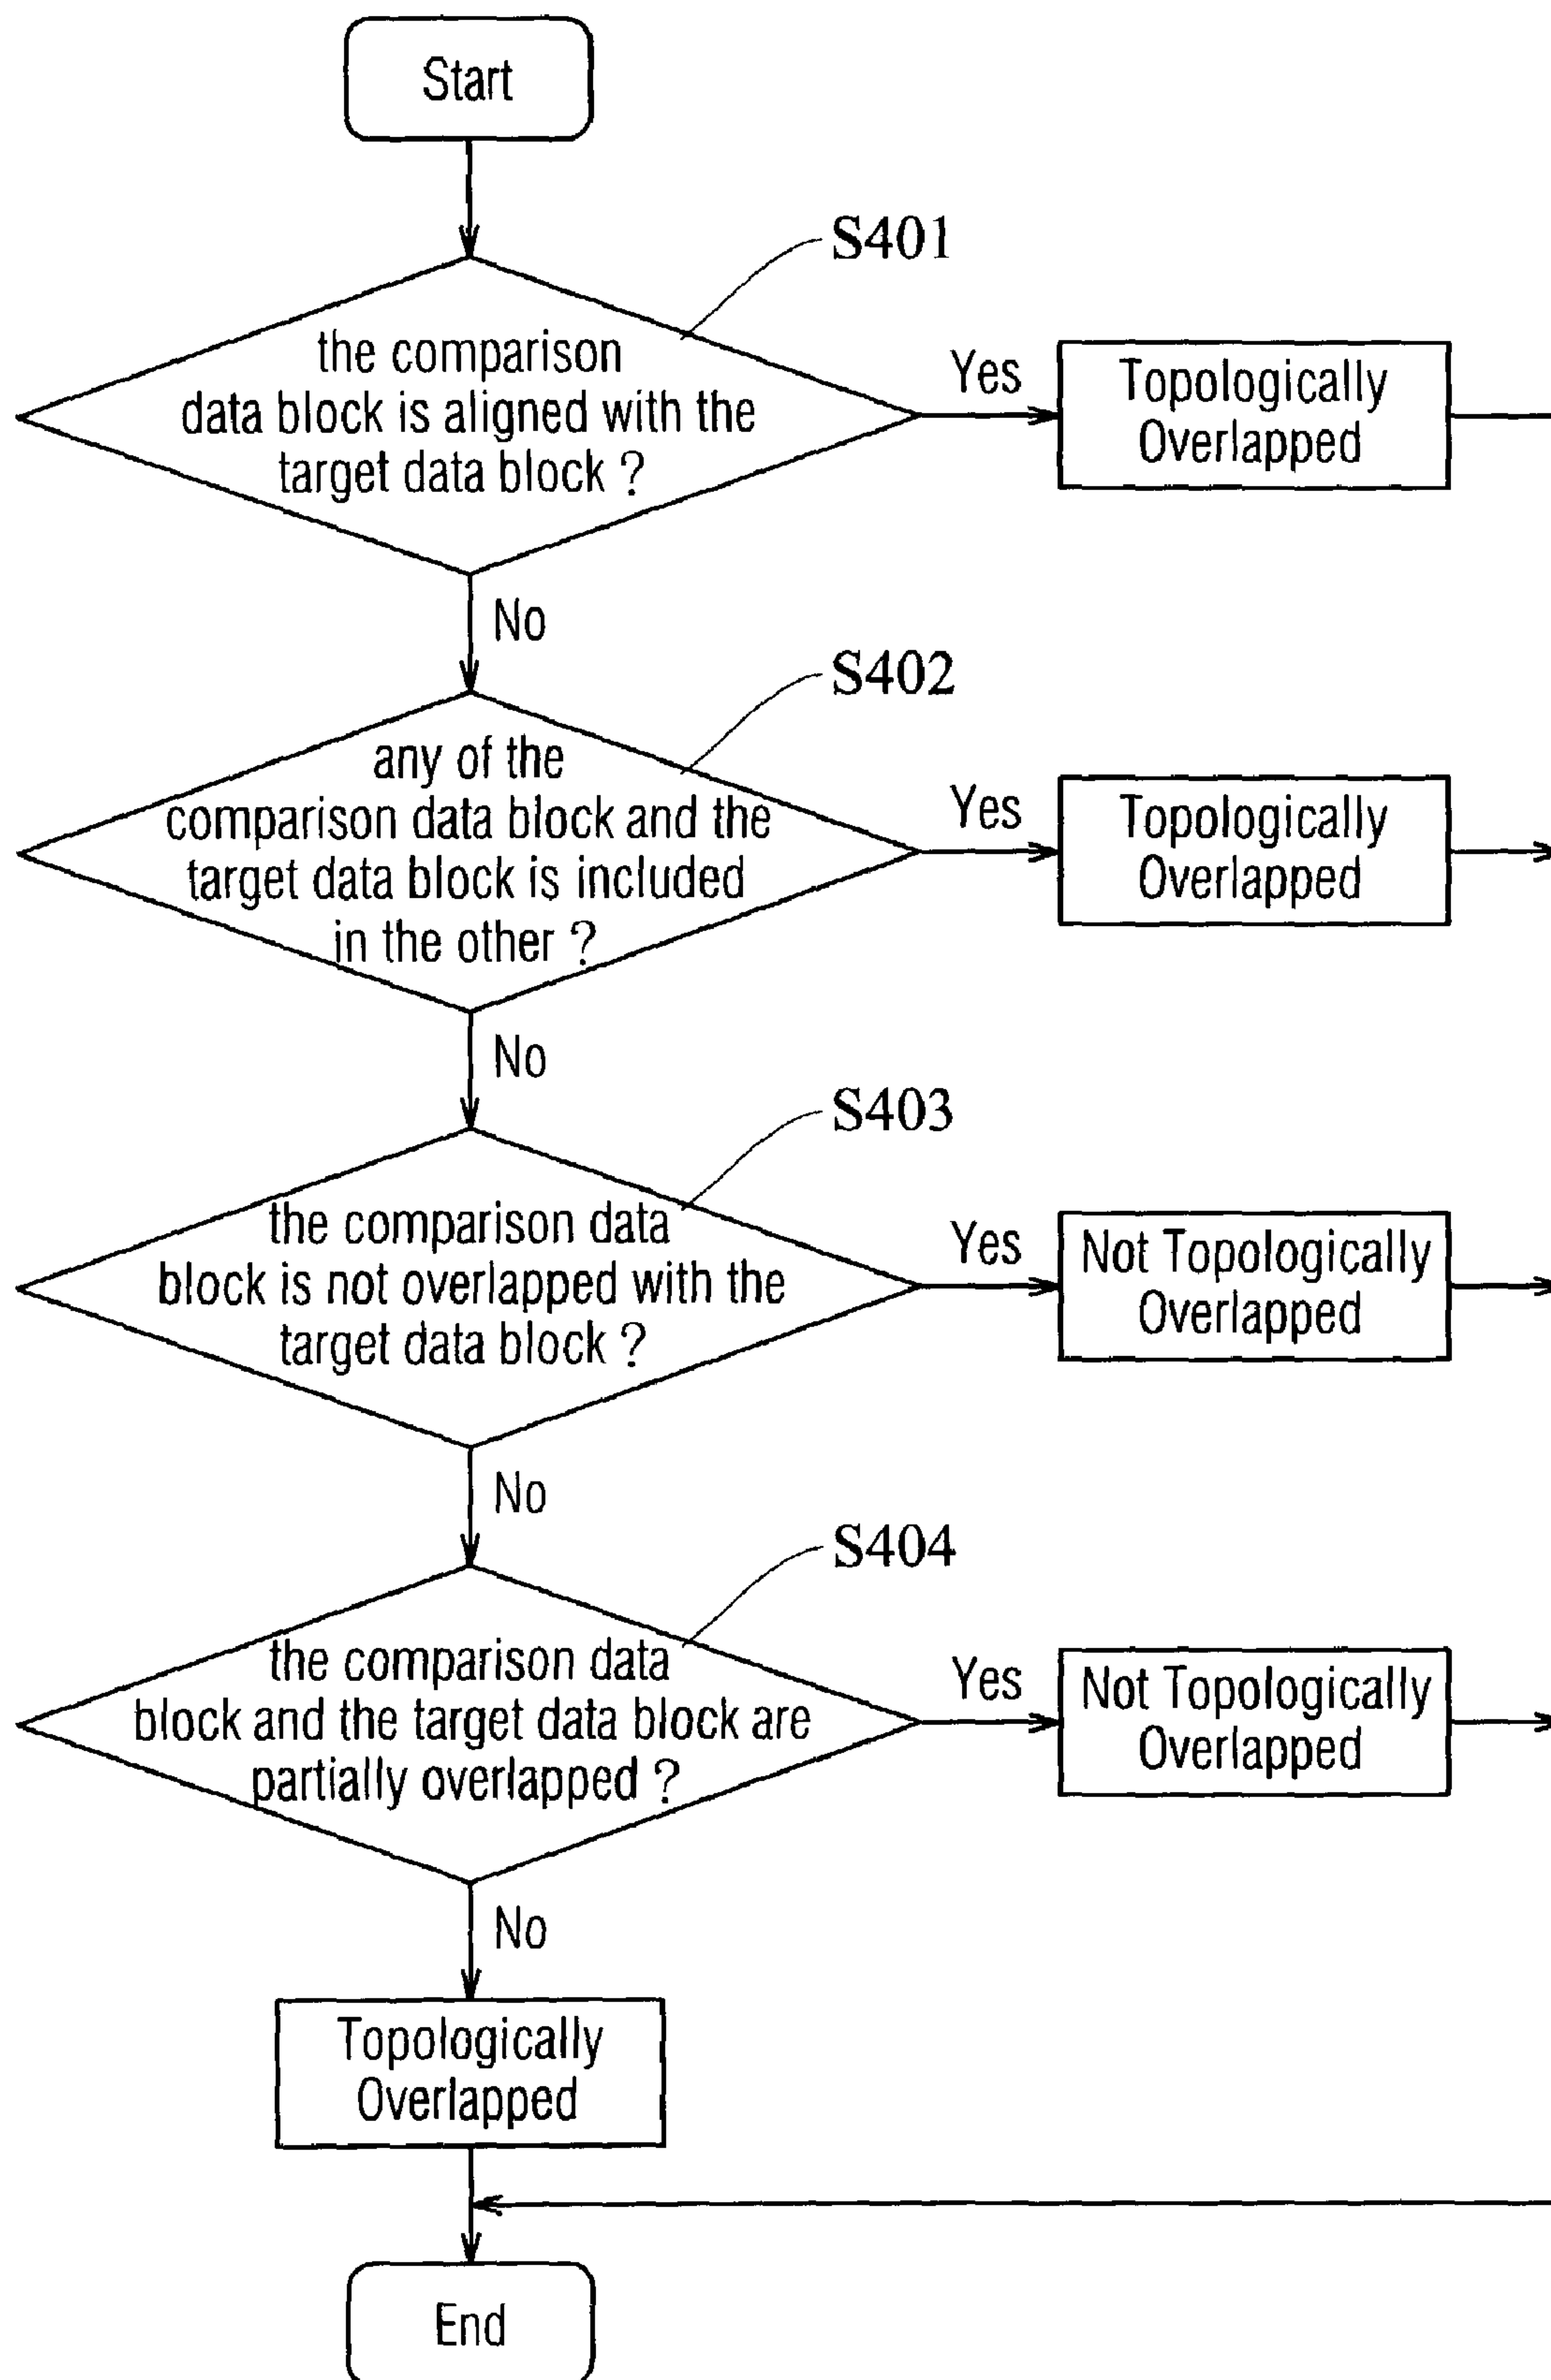 Start
S401
the comparison
data block is aligned with the
target data block ?
Yes
Topologically
Overlapped
No
S402
any of the
comparison data block and the
target data block is included
in the other ?
Yes
Topologically
Overlapped
No
S403
the comparison data
block is not overlapped with the
target data block ?
Yes
Not Topologically
Overlapped
No
S404
the comparison data
block and the target data block are
partially overlapped ?
Yes
Not Topologically
Overlapped
No
Topologically
Overlapped
End